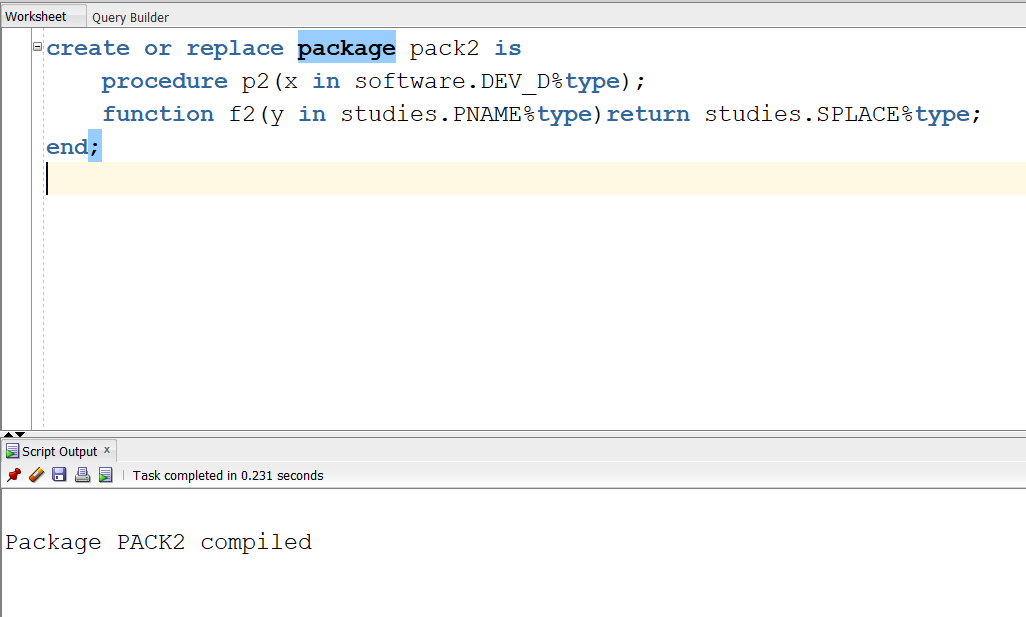 Worksheet Query Builder
create or replace package pack2 is
    procedure p2(x in software.DEV_D%type);
    function f2(y in studies.PNAME%type)return studies.SPLACE%type;
end;
Script Output x
Task completed in 0.231 seconds
Package PACK2 compiled